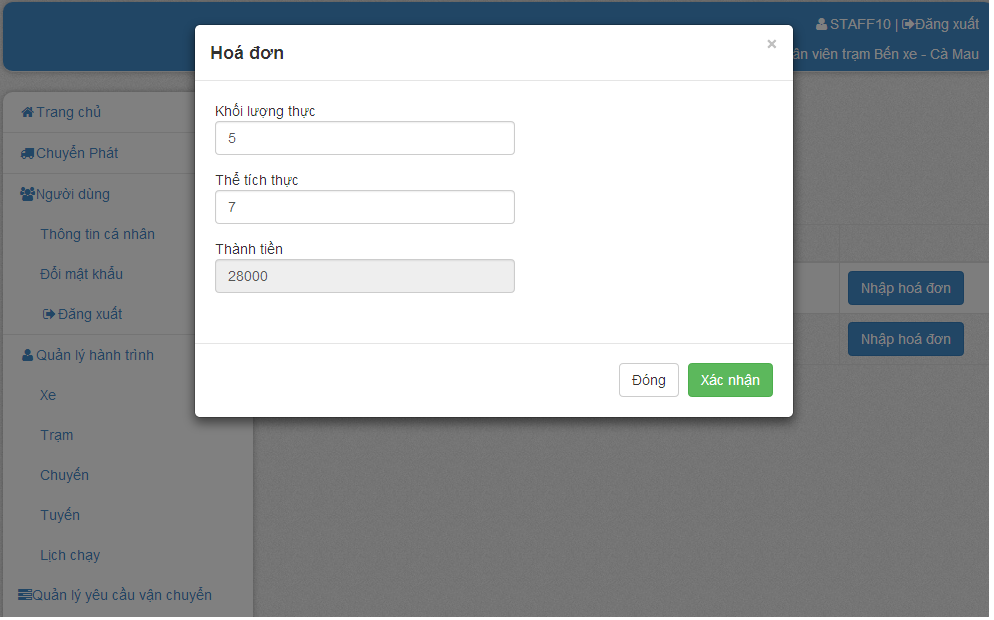 STAFF10 | Đăng xuất
ân viên trạm Bến xe - Cà Mau
Hoá đơn
×
Khối lượng thực
5
Thể tích thực
7
Thành tiền
28000
Đóng
Xác nhận
Trang chủ
Chuyển Phát
Người dùng
Thông tin cá nhân
Đổi mật khẩu
Đăng xuất
Quản lý hành trình
Xe
Trạm
Chuyến
Tuyến
Lịch chạy
Quản lý yêu cầu vận chuyển
Nhập hoá đơn
Nhập hoá đơn